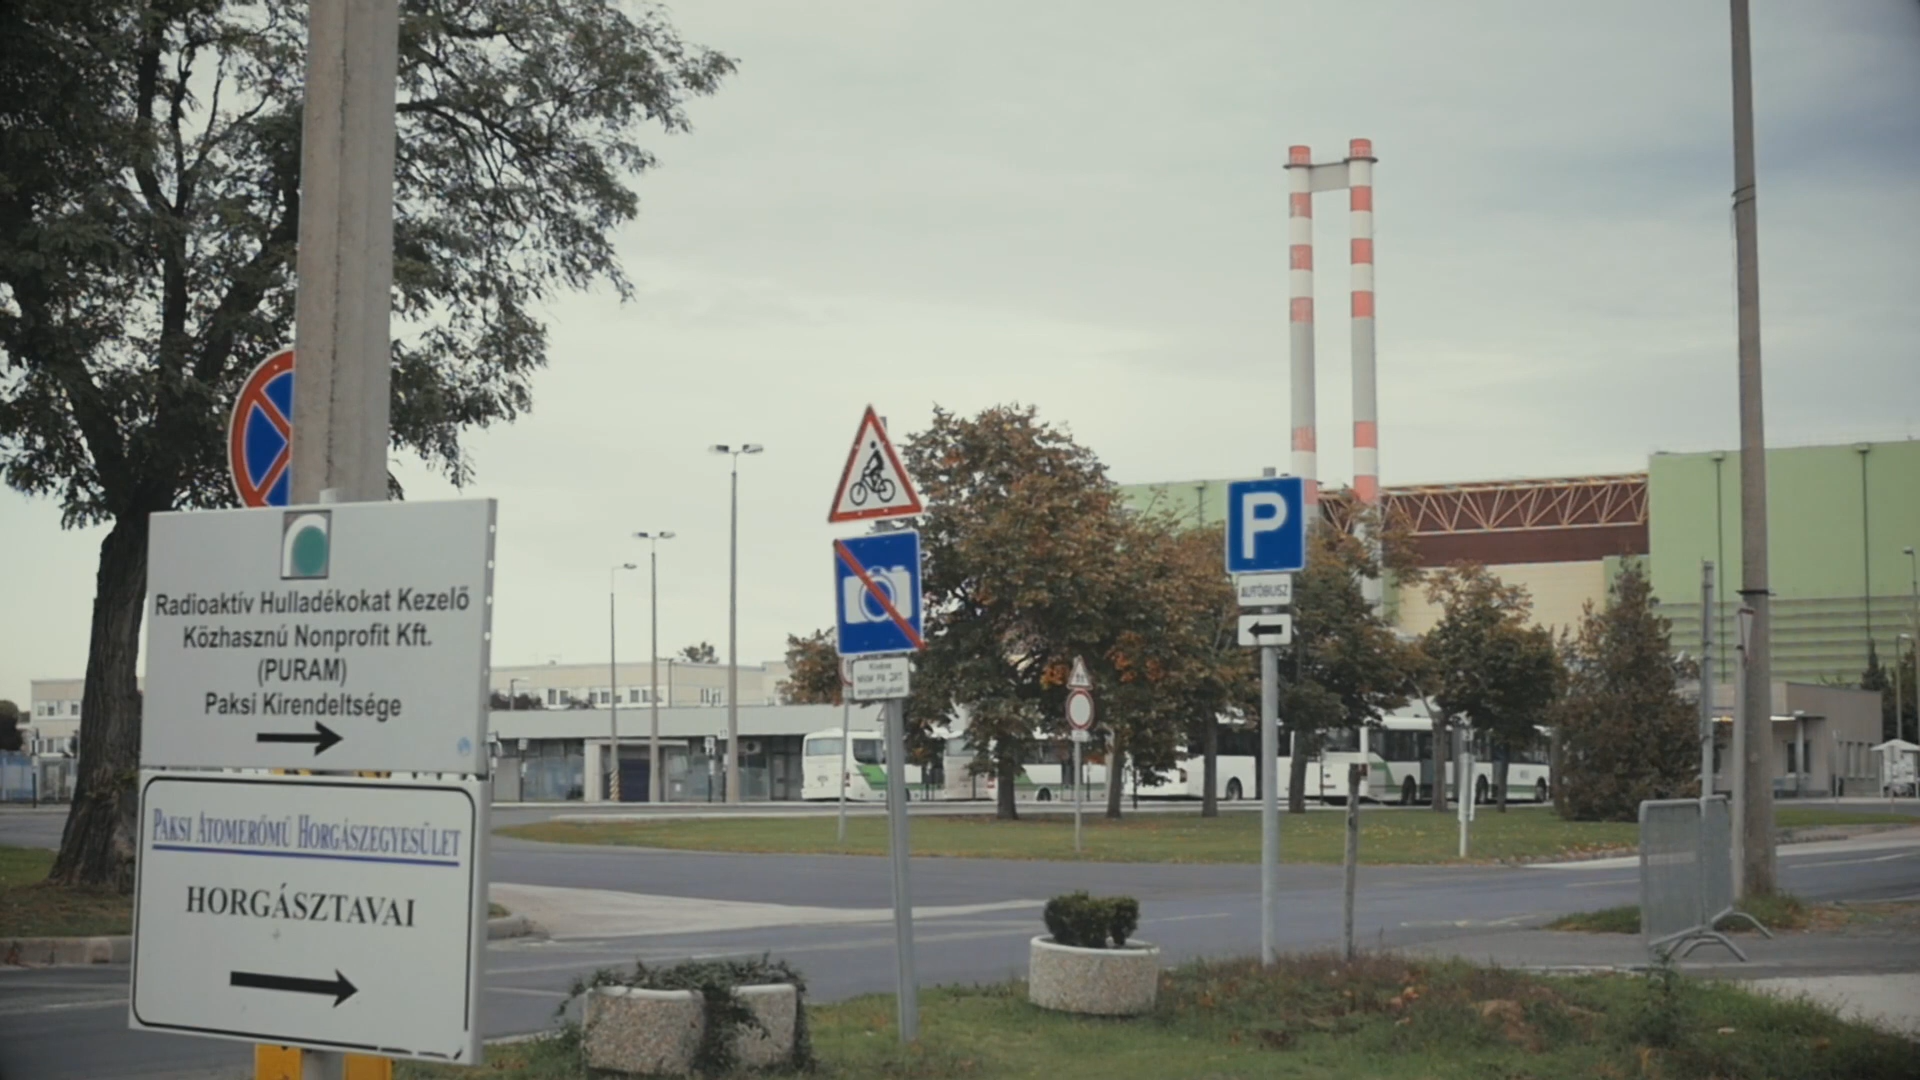 Radioaktív Hulladékokat Kezelő
Közhasznú Nonprofit Kft.
(PURAM)
Paksi Kirendeltsége
PAKSI ATOMERŐMŰ HORGÁSZEGYESÜLET
HORGÁSZTAVAI
P
AUTÓBUSZ